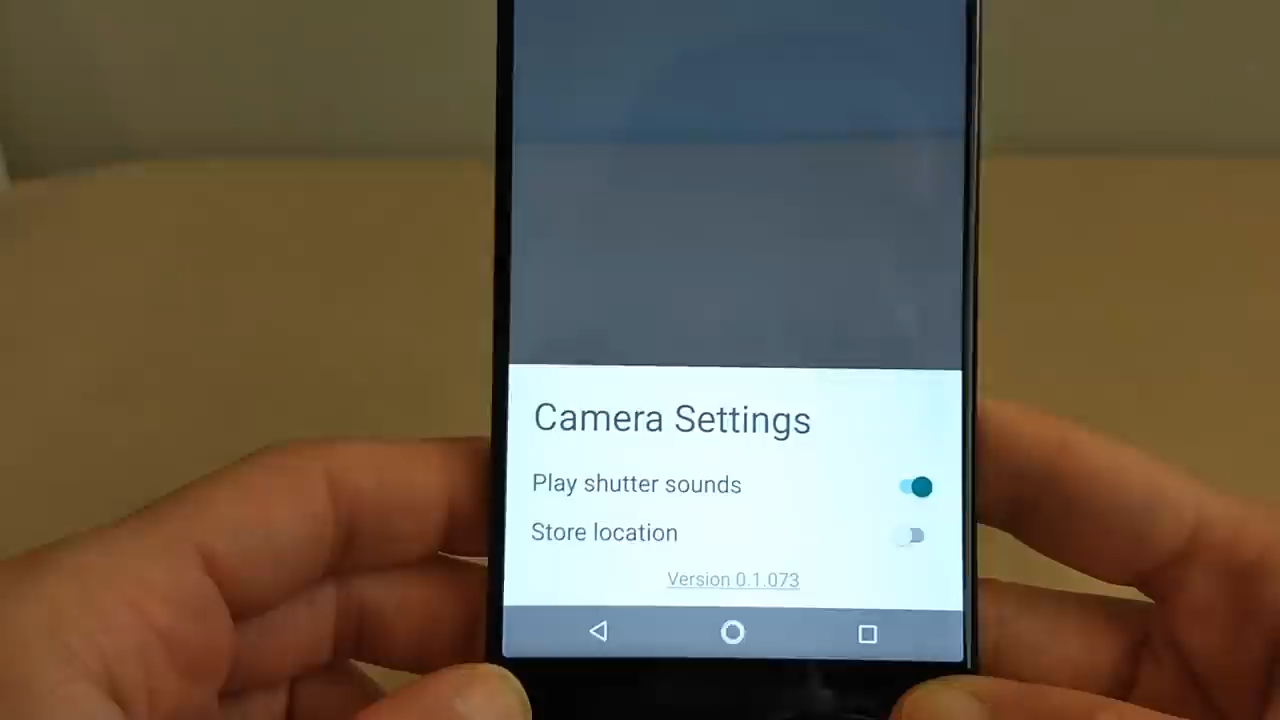 Camera Settings
Play shutter sounds
Store location
Version 0.1.073